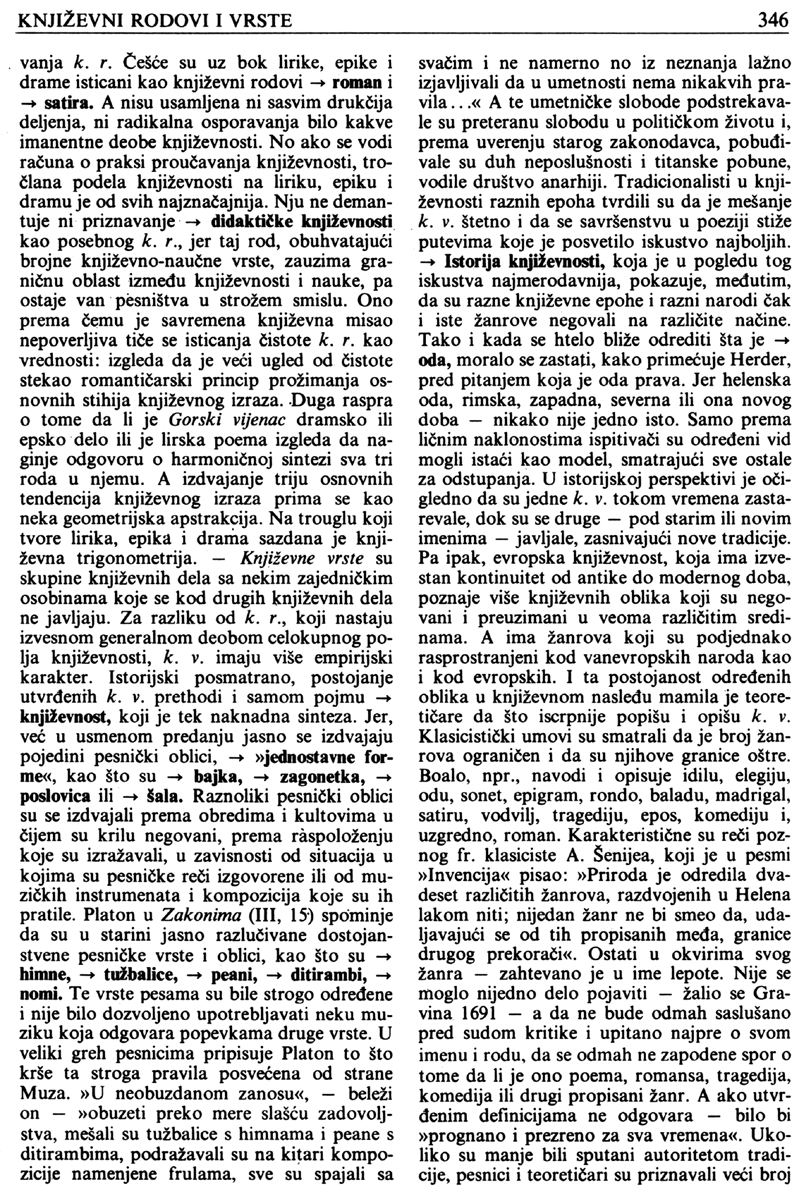 KNJIŽEVNI RODOVI I VRSTE
346
vanja k. r. Češće su uz bok lirike, epike i
drame isticani kao književni rodovi → roman i
→ satira. A nisu usamljena ni sasvim drukčija
deljenja, ni radikalna osporavanja bilo kakve
imanentne deobe književnosti. No ako se vodi
računa o praksi proučavanja književnosti, tro-
člana podela književnosti na liriku, epiku i
dramu je od svih najznačajnija. Nju ne deman-
tuje ni priznavanje → didaktičke književnosti
kao posebnog k. r., jer taj rod, obuhvatajući
brojne književno-naučne vrste, zauzima gra-
ničnu oblast između književnosti i nauke, pa
ostaje van pesništva u strožem smislu. Ono
prema čemu je savremena književna misao
nepoverljiva tiče se isticanja čistote k. r. kao
vrednosti: izgleda da je veći ugled od čistote
stekao romantičarski princip prožimanja os-
novnih stihija književnog izraza. Duga raspra
o tome da li je Gorski vijenac dramsko ili
epsko delo ili je lirska poema izgleda da na-
ginje odgovoru o harmoničnoj sintezi sva tri
roda u njemu. A izdvajanje triju osnovnih
tendencija književnog izraza prima se kao
neka geometrijska apstrakcija. Na trouglu koji
tvore lirika, epika i drama sazdana je knji-
ževna trigonometrija. — Književne vrste su
skupine književnih dela sa nekim zajedničkim
osobinama koje se kod drugih književnih dela
ne javljaju. Za razliku od k. r., koji nastaju
izvesnom generalnom deobom celokupnog po-
lja književnosti, k. v. imaju više empirijski
karakter. Istorijski posmatrano, postojanje
utvrđenih k. v. prethodi i samom pojmu →
književnost, koji je tek naknadna sinteza. Jer,
već u usmenom predanju jasno se izdvajaju
pojedini pesnički oblici, → »jednostavne for-
me«, kao što su → bajka, → zagonetka, →
poslovica ili → šala. Raznoliki pesnički oblici
su se izdvajali prema obredima i kultovima u
čijem su krilu negovani, prema raspoloženju
koje su izražavali, u zavisnosti od situacija u
kojima su pesničke reči izgovorene ili od mu-
zičkih instrumenata i kompozicija koje su ih
pratile. Platon u Zakonima (III, 15) spominje
da su u starini jasno razlučivane dostojan-
stvene pesničke vrste i oblici, kao što su →
himne, → tužbalice, → peani, → ditirambi, →
nomi. Te vrste pesama su bile strogo određene
i nije bilo dozvoljeno upotrebljavati neku mu-
ziku koja odgovara popevkama druge vrste. U
veliki greh pesnicima pripisuje Platon to što
krše ta stroga pravila posvećena od strane
Muza. »U neobuzdanom zanosu«, — beleži
on — »obuzeti preko mere slašću zadovolj-
stva, mešali su tužbalice s himnama i peane s
ditirambima, podražavali su na kitari kompo-
zicije namenjene frulama, sve su spajali sa
svačim i ne namerno no iz neznanja lažno
izjavljivali da u umetnosti nema nikakvih pra-
vila...« A te umetničke slobode podstrekava-
le su preteranu slobodu u političkom životu i,
prema uverenju starog zakonodavca, pobuđi-
vale su duh neposlušnosti i titanske pobune,
vodile društvo anarhiji. Tradicionalisti u knji-
ževnosti raznih epoha tvrdili su da je mešanje
k. v. štetno i da se savršenstvu u poeziji stiže
putevima koje je posvetilo iskustvo najboljih.
→ Istorija književnosti, koja je u pogledu tog
iskustva najmerodavnija, pokazuje, međutim,
da su razne književne epohe i razni narodi čak
i iste žanrove negovali na različite načine.
Tako i kada se htelo bliže odrediti šta je →
oda, moralo se zastati, kako primećuje Herder,
pred pitanjem koja je oda prava. Jer helenska
oda, rimska, zapadna, severna ili ona novog
doba — nikako nije jedno isto. Samo prema
ličnim naklonostima ispitivači su određeni vid
mogli istaći kao model, smatrajući sve ostale
za odstupanja. U istorijskoj perspektivi je oči-
gledno da su jedne k. v. tokom vremena zasta-
revale, dok su se druge — pod starim ili novim
imenima — javljale, zasnivajući nove tradicije.
Pa ipak, evropska književnost, koja ima izve-
stan kontinuitet od antike do modernog doba,
poznaje više književnih oblika koji su nego-
vani i preuzimani u veoma različitim sredi-
nama. A ima žanrova koji su podjednako
rasprostranjeni kod vanevropskih naroda kao
i kod evropskih. I ta postojanost određenih
oblika u književnom nasleđu mamila je teore-
tičare da što iscrpnije popišu i opišu k. v.
Klasicistički umovi su smatrali da je broj žan-
rova ograničen i da su njihove granice oštre.
Boalo, npr., navodi i opisuje idilu, elegiju,
odu, sonet, epigram, rondo, baladu, madrigal,
satiru, vodvilj, tragediju, epos, komediju i,
uzgredno, roman. Karakteristične su reči poz-
nog fr. klasiciste A. Šenijea, koji je u pesmi
»Invencija« pisao: »Priroda je odredila dva-
deset različitih žanrova, razdvojenih u Helena
lakom niti; nijedan žanr ne bi smeo da, uda-
ljavajući se od tih propisanih međa, granice
drugog prekorači«. Ostati u okvirima svog
žanra — zahtevano je u ime lepote. Nije se
moglo nijedno delo pojaviti — žalio se Gra-
vina 1691 — a da ne bude odmah saslušano
pred sudom kritike i upitano najpre o svom
imenu i rodu, da se odmah ne zapodene spor o
tome da li je ono poema, romansa, tragedija,
komedija ili drugi propisani žanr. A ako utvr-
đenim definicijama ne odgovara — bilo bi
»prognano i prezreno za sva vremena«. Uko-
liko su manje bili sputani autoritetom tradi-
cije, pesnici i teoretičari su priznavali veći broj